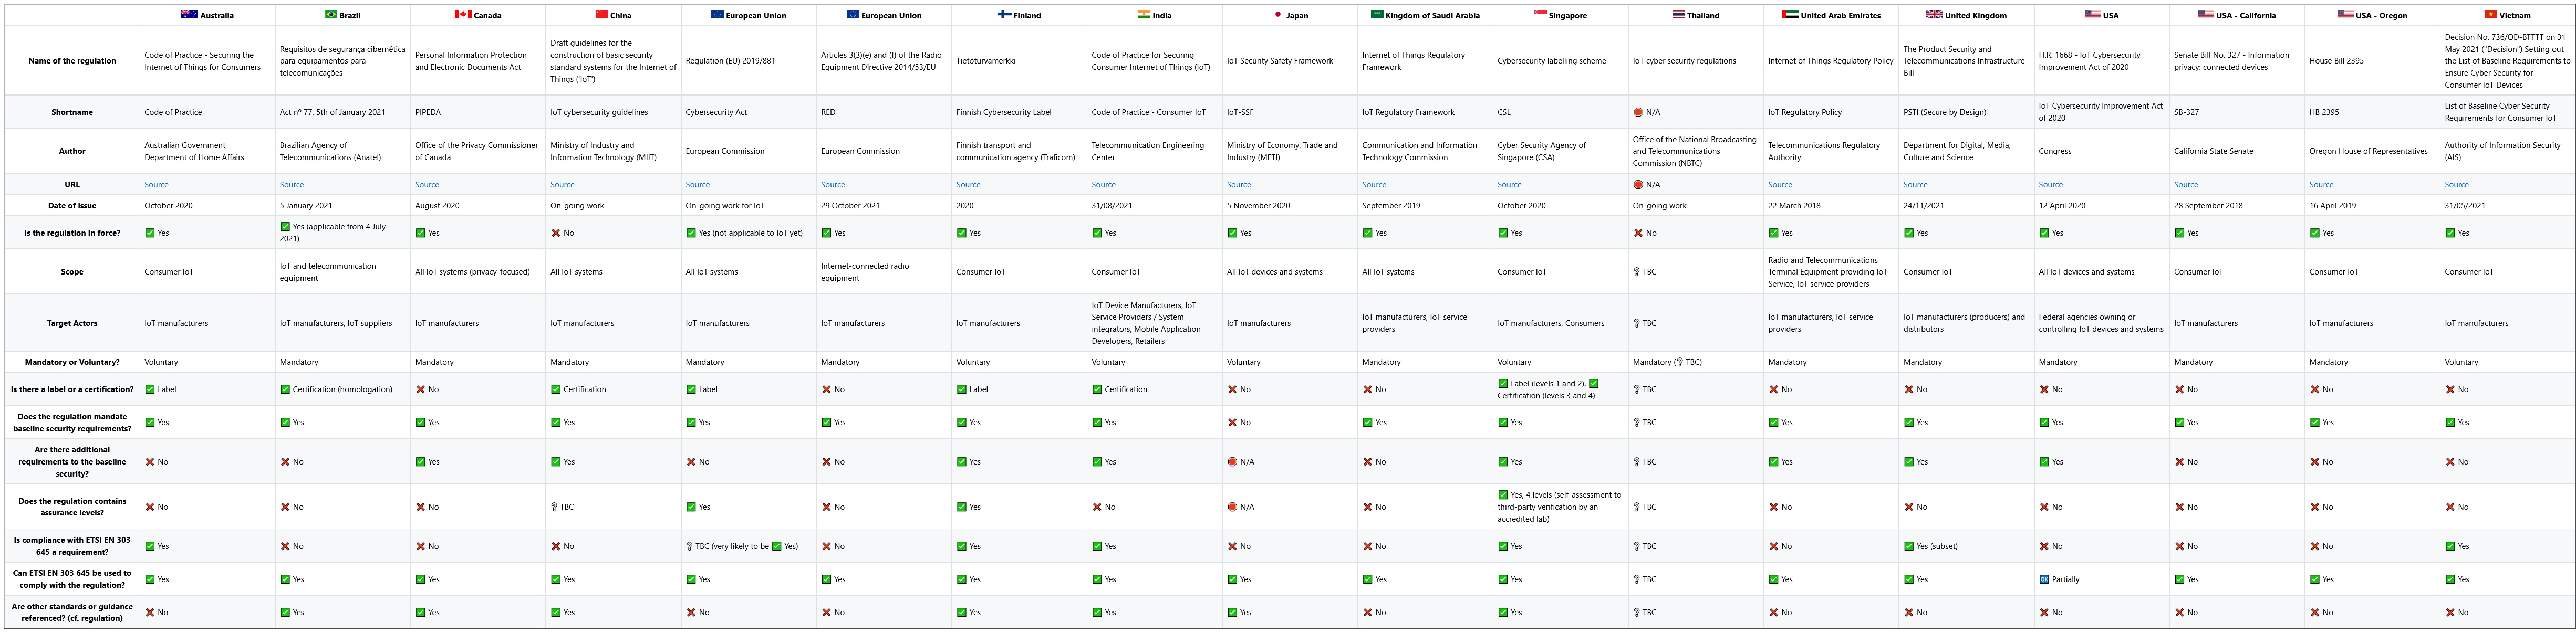 Australia
Brazil
Canada
China
European Union
European Union
Finland
India
Japan
Kingdom of Saudi Arabia
Singapore
Thailand
United Arab Emirates
United Kingdom
USA
USA - California
USA - Oregon
Vietnam
Name of the regulation
Code of Practice - Securing the
Internet of Things for Consumers
Requisitos de segurança cibernética
para equipamentos para
telecomunicações
Personal Information Protection
and Electronic Documents Act
Draft guidelines for the
construction of basic security
standard systems for the Internet of
Things ('IoT')
Regulation (EU) 2019/881
Articles 3(3)(e) and (f) of the Radio
Equipment Directive 2014/53/EU
Tietoturvamerkki
Code of Practice for Securing
Consumer Internet of Things (IoT)
IoT Security Safety Framework
Internet of Things Regulatory
Framework
Cybersecurity labelling scheme
IoT cyber security regulations
Internet of Things Regulatory Policy
The Product Security and
Telecommunications Infrastructure
Bill
H.R. 1668 - IoT Cybersecurity
Improvement Act of 2020
Senate Bill No. 327 - Information
privacy: connected devices
House Bill 2395
Decision No. 736/QĐ-BTTTT on 31
May 2021 ("Decision") Setting out
the List of Baseline Requirements to
Ensure Cyber Security for
Consumer IoT Devices
Shortname
Code of Practice
Act nº 77, 5th of January 2021
PIPEDA
IoT cybersecurity guidelines
Cybersecurity Act
RED
Finnish Cybersecurity Label
Code of Practice - Consumer IoT
IoT-SSF
IoT Regulatory Framework
CSL
N/A
IoT Regulatory Policy
PSTI (Secure by Design)
IoT Cybersecurity Improvement Act
of 2020
SB-327
HB 2395
List of Baseline Cyber Security
Requirements for Consumer IoT
Author
Australian Government,
Department of Home Affairs
Brazilian Agency of
Telecommunications (Anatel)
Office of the Privacy Commissioner
of Canada
Ministry of Industry and
Information Technology (MIIT)
European Commission
European Commission
Finnish transport and
communication agency (Traficom)
Telecommunication Engineering
Center
Ministry of Economy, Trade and
Industry (METI)
Communication and Information
Technology Commission
Cyber Security Agency of
Singapore (CSA)
Office of the National Broadcasting
and Telecommunications
Commission (NBTC)
Telecommunications Regulatory
Authority
Department for Digital, Media,
Culture and Science
Congress
California State Senate
Oregon House of Representatives
Authority of Information Security
(AIS)
URL
Source
Source
Source
Source
Source
Source
Source
Source
Source
Source
Source
N/A
Source
Source
Source
Source
Source
Source
Date of issue
October 2020
5 January 2021
August 2020
On-going work
On-going work for IoT
29 October 2021
2020
31/08/2021
5 November 2020
September 2019
October 2020
On-going work
22 March 2018
24/11/2021
12 April 2020
28 September 2018
16 April 2019
31/05/2021
Is the regulation in force?
Yes
Yes (applicable from 4 July
2021)
Yes
No
Yes (not applicable to IoT yet)
Yes
Yes
Yes
Yes
Yes
Yes
No
Yes
Yes
Yes
Yes
Yes
Yes
Scope
Consumer IoT
IoT and telecommunication
equipment
All IoT systems (privacy-focused)
All IoT systems
All IoT systems
Internet-connected radio
equipment
Consumer IoT
Consumer IoT
All IoT devices and systems
All IoT systems
Consumer IoT
TBC
Radio and Telecommunications
Terminal Equipment providing IoT
Service, IoT service providers
Consumer IoT
All IoT devices and systems
Consumer IoT
Consumer IoT
Consumer IoT
Target Actors
IoT manufacturers
IoT manufacturers, IoT suppliers
IoT manufacturers
IoT manufacturers
IoT manufacturers
IoT manufacturers
IoT manufacturers
IoT Device Manufacturers, IoT
Service Providers / System
integrators, Mobile Application
Developers, Retailers
IoT manufacturers
IoT manufacturers, IoT service
providers
IoT manufacturers, Consumers
TBC
IoT manufacturers, IoT service
providers
IoT manufacturers (producers) and
distributors
Federal agencies owning or
controlling IoT devices and systems
IoT manufacturers
IoT manufacturers
IoT manufacturers
Mandatory or Voluntary?
Voluntary
Mandatory
Mandatory
Mandatory
Mandatory
Mandatory
Voluntary
Voluntary
Voluntary
Mandatory
Voluntary
Mandatory (? TBC)
Mandatory
Mandatory
Mandatory
Mandatory
Mandatory
Voluntary
Is there a label or a certification?
Label
Certification (homologation)
No
Certification
Label
No
Label
Certification
No
No
Label (levels 1 and 2),
Certification (levels 3 and 4)
TBC
No
No
No
No
No
No
Does the regulation mandate
baseline security requirements?
Yes
Yes
Yes
Yes
Yes
Yes
Yes
Yes
No
Yes
Yes
TBC
Yes
Yes
Yes
Yes
Yes
Yes
Are there additional
requirements to the baseline
security?
No
No
Yes
Yes
No
No
Yes
Yes
N/A
No
Yes
TBC
Yes
Yes
Yes
No
No
No
Does the regulation contains
assurance levels?
No
No
No
TBC
Yes
No
Yes
No
N/A
No
Yes, 4 levels (self-assessment to
third-party verification by an
accredited lab)
TBC
No
No
No
No
No
No
Is compliance with ETSI EN 303
645 a requirement?
Yes
No
No
No
TBC (very likely to be Yes)
No
Yes
Yes
No
No
Yes
TBC
No
Yes (subset)
No
No
No
Yes
Can ETSI EN 303 645 be used to
comply with the regulation?
Yes
Yes
Yes
Yes
Yes
Yes
Yes
Yes
Yes
Yes
Yes
TBC
Yes
Yes
OK Partially
Yes
Yes
Yes
Are other standards or guidance
referenced? (cf. regulation)
No
Yes
Yes
Yes
No
No
Yes
Yes
Yes
No
Yes
TBC
No
No
No
No
No
No